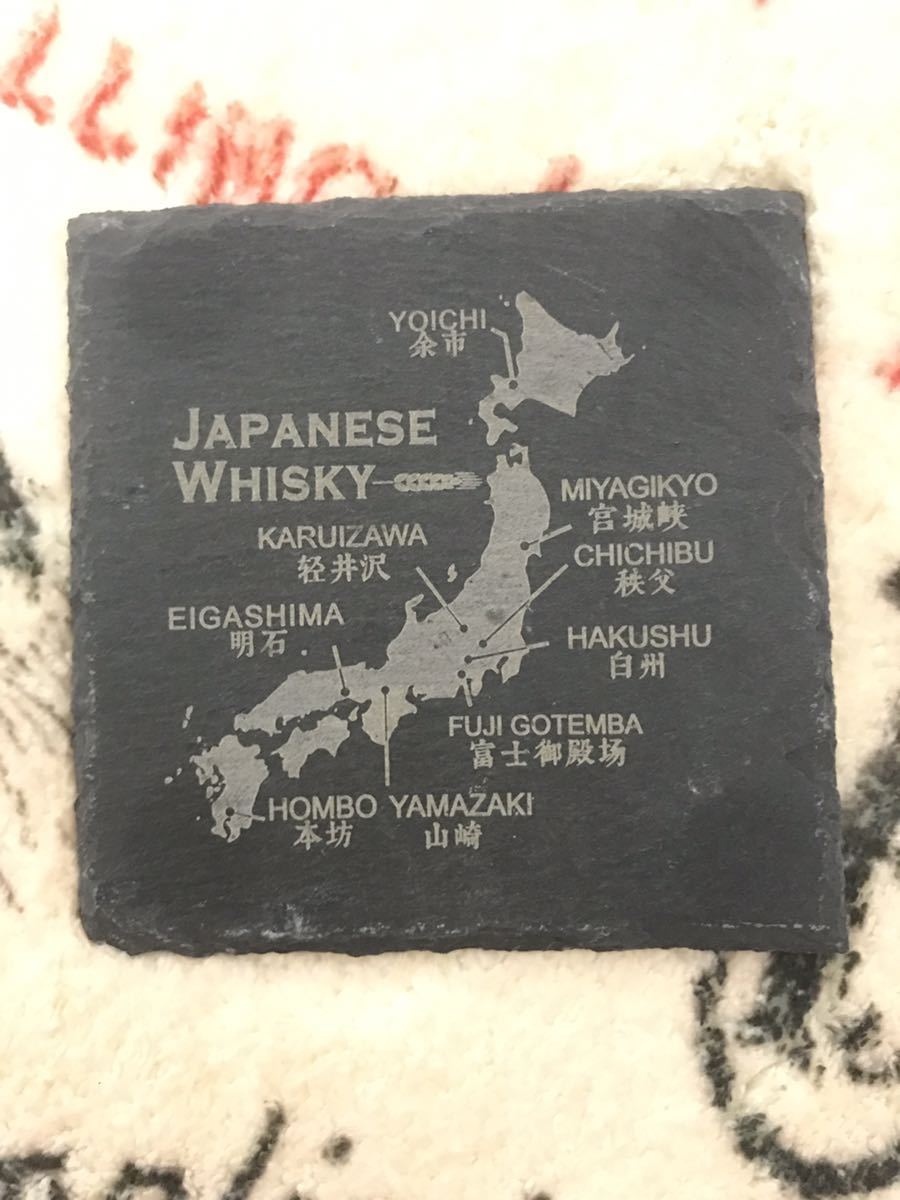 YOICHI
余市
JAPANESE
WHISKY
MIYAGIKYO
宫城峡
KARUIZAWA
轻井沢
CHICHIBU
秩父
EIGASHIMA
明石
HAKUSHU
白州
FUJI GOTEMBA
富士御殿场
HOMBO
本坊
YAMAZAKI
山崎